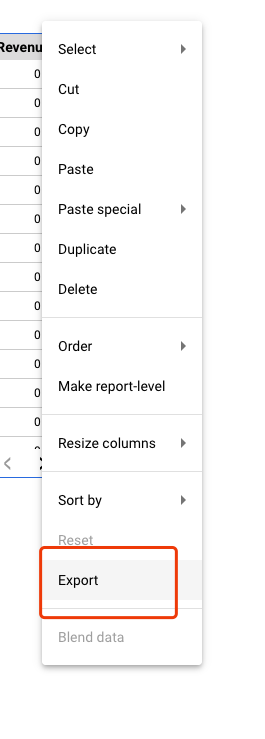 Revenu
Select
0
Cut
0
Copy
0
Paste
0
0
Paste special
0
Duplicate
0
Delete
0
0
Order
0
Make report-level
0
0
Resize columns
Sort by
Reset
Export
Blend data